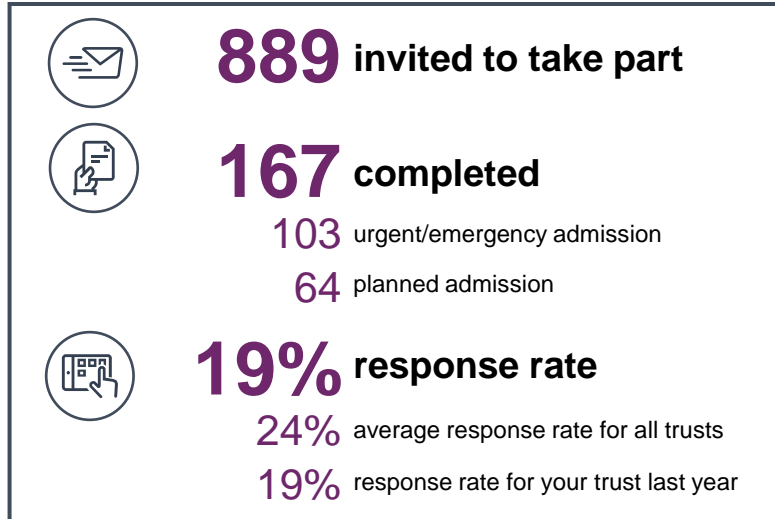 889 invited to take part
167 completed
103 urgent/emergency admission
64 planned admission
19% response rate
24% average response rate for all trusts
19% response rate for your trust last year